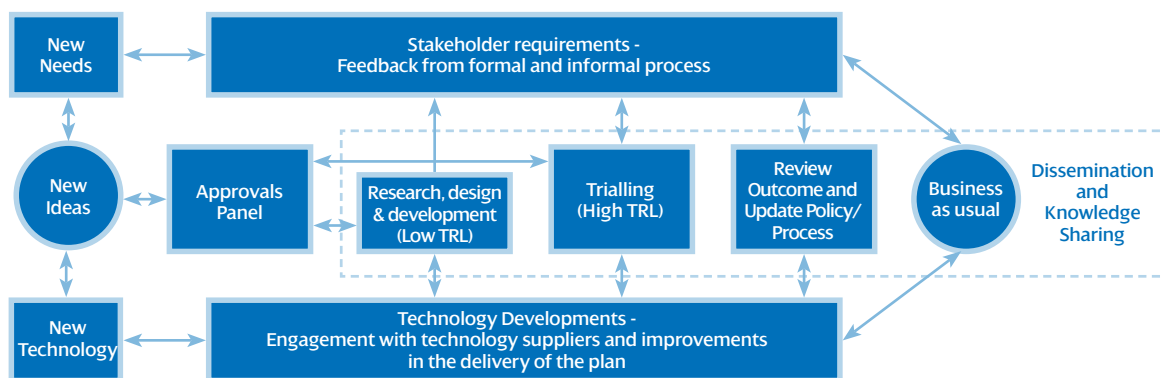 New
Needs
Stakeholder requirements -
Feedback from formal and informal process
New
Ideas
Approvals
Panel
Research, design
& development
(Low TRL)
Trialling
(High TRL)
Review
Outcome and
Update Policy/
Process
Business
as usual
Dissemination
and
Knowledge
Sharing
New
Technology
Technology Developments -
Engagement with technology suppliers and improvements
in the delivery of the plan